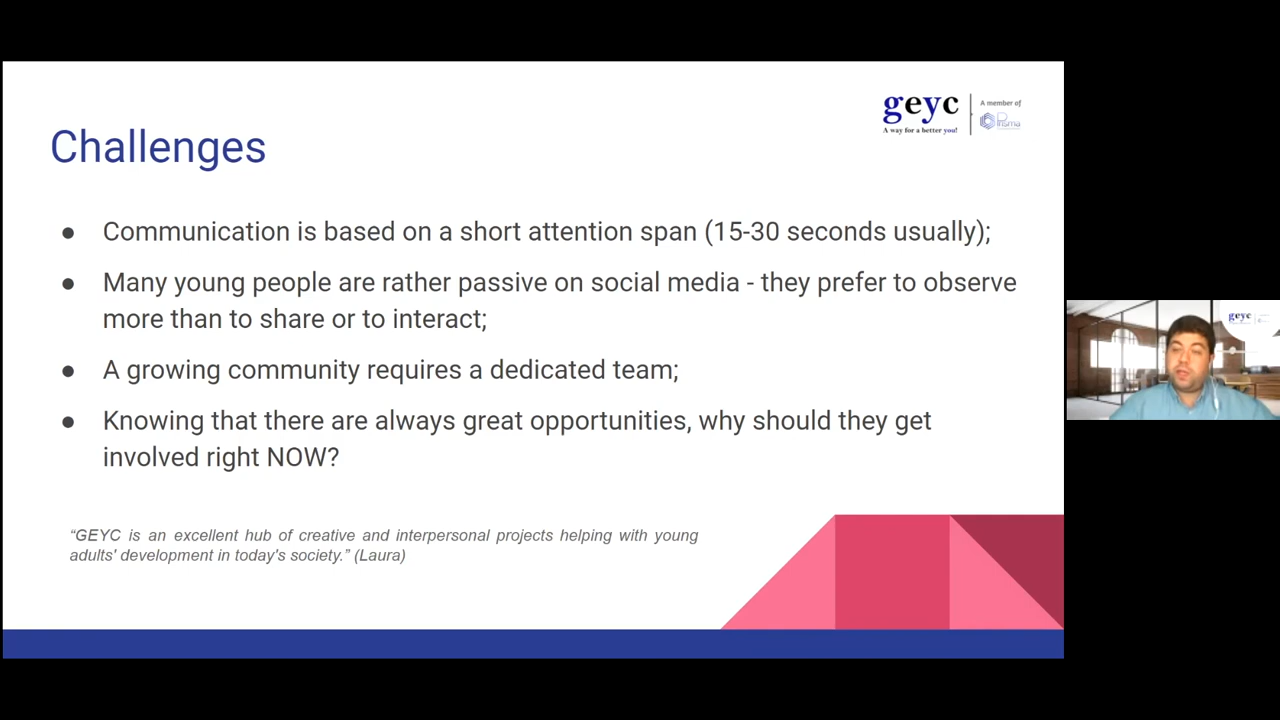 geyc
A member of
Prisma
A way for a better you!
Challenges
● Communication is based on a short attention span (15-30 seconds usually);
● Many young people are rather passive on social media - they prefer to observe
more than to share or to interact;
● A growing community requires a dedicated team;
● Knowing that there are always great opportunities, why should they get
involved right NOW?
“GEYC is an excellent hub of creative and interpersonal projects helping with young
adults' development in today's society.” (Laura)
geyc